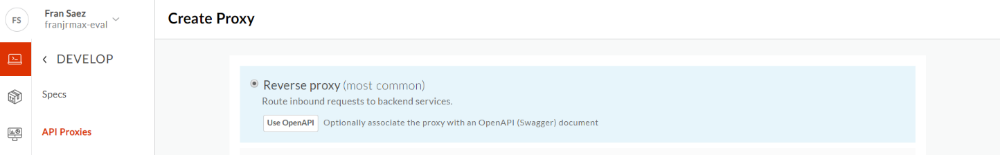 FS
Fran Saez
franjrmax-eval
DEVELOP
Specs
API Proxies
Create Proxy
Reverse proxy (most common)
Route inbound requests to backend services.
Use OpenAPI Optionally associate the proxy with an OpenAPI (Swagger) document